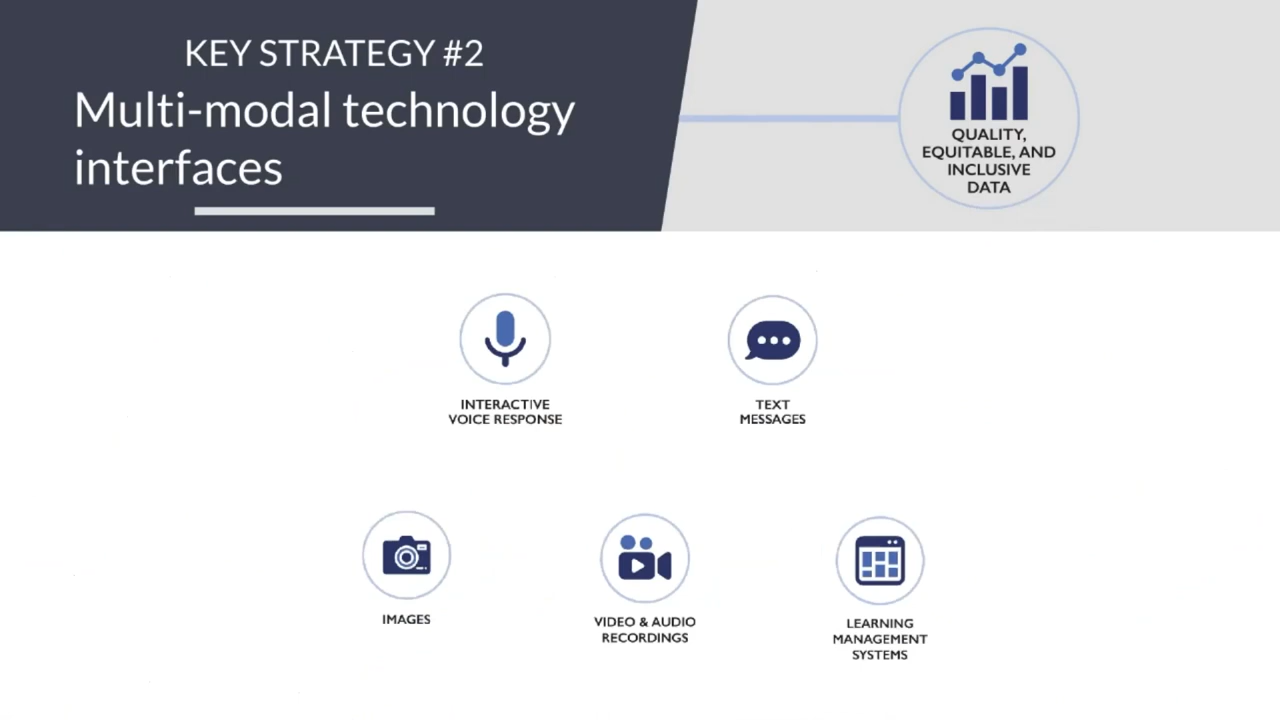 KEY STRATEGY #2
Multi-modal technology
interfaces
QUALITY,
EQUITABLE, AND
INCLUSIVE
DATA
INTERACTIVE
VOICE RESPONSE
TEXT
MESSAGES
IMAGES
VIDEO & AUDIO
RECORDINGS
LEARNING
MANAGEMENT
SYSTEMS